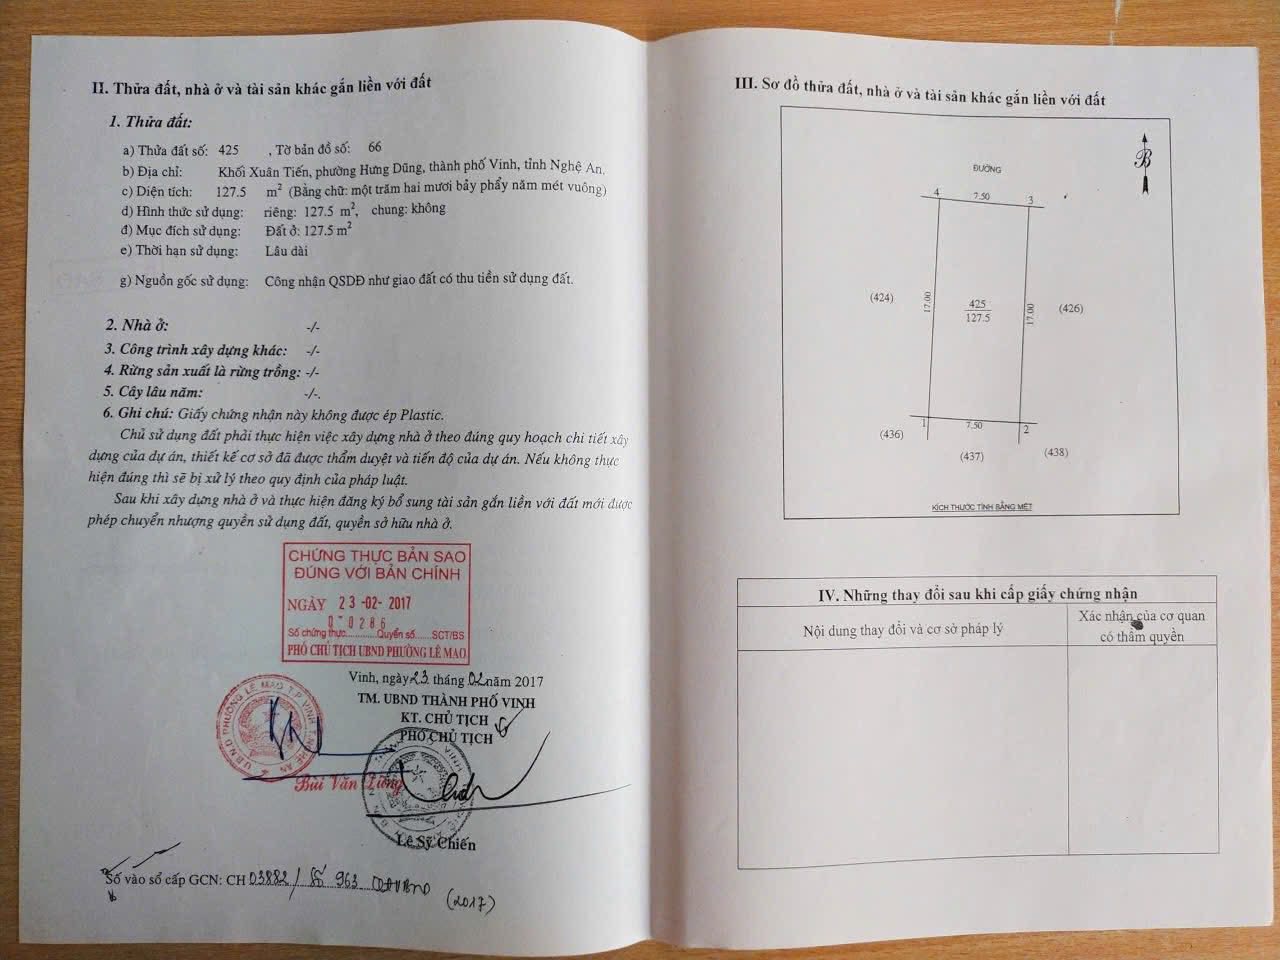 II. Thửa đất, nhà ở và tài sản khác gắn liền với đất
1. Thửa đất:
a) Thửa đất số: 425 , Tờ bản đồ số: 66
b) Địa chỉ: Khối Xuân Tiến, phường Hưng Dũng, thành phố Vinh, tỉnh Nghệ An.
c) Diện tích: 127.5 m² (Bằng chữ: một trăm hai mươi bảy phẩy năm mét vuông)
d) Hình thức sử dụng: riêng: 127.5 m², chung: không
đ) Mục đích sử dụng: Đất ở: 127.5 m²
e) Thời hạn sử dụng: Lâu dài
g) Nguồn gốc sử dụng: Công nhận QSDĐ như giao đất có thu tiền sử dụng đất.
2. Nhà ở: -/-
3. Công trình xây dựng khác: -/-
4. Rừng sản xuất là rừng trồng: -/-
5. Cây lâu năm: -/-.
6. Ghi chú: Giấy chứng nhận này không được ép Plastic.
Chủ sử dụng đất phải thực hiện việc xây dựng nhà ở theo đúng quy hoạch chi tiết xây
dựng của dự án, thiết kế cơ sở đã được thẩm duyệt và tiến độ của dự án. Nếu không thực
hiện đúng thì sẽ bị xử lý theo quy định của pháp luật.
Sau khi xây dựng nhà ở và thực hiện đăng ký bổ sung tài sản gắn liền với đất mới được
phép chuyển nhượng quyền sử dụng đất, quyền sở hữu nhà ở.
CHỨNG THỰC BẢN SAO
ĐÚNG VỚI BẢN CHÍNH
NGÀY 23-02-2017
Số chứng thực.............Quyển số......SCT/BS
PHÓ CHỦ TỊCH UBND PHƯỜNG LÊ MAO
Vinh, ngày 23 tháng 02 năm 2017
TM. UBND THÀNH PHỐ VINH
KT. CHỦ TỊCH
PHÓ CHỦ TỊCH
U.B.N.D PHƯỜNG LÊ MAO T.P VINH T.NGHỆ AN
Bùi Văn
Lê Sỹ Chiến
Số vào sổ cấp GCN: CH 03882 / Số 963
(2017)
III. Sơ đồ thửa đất, nhà ở và tài sản khác gắn liền với đất
B
ĐƯỜNG
4 7.50 3
(424) 17.00 425 17.00 (426)
127.5
1 7.50 2
(436) (437) (438)
KÍCH THƯỚC TÍNH BẰNG MÉT
IV. Những thay đổi sau khi cấp giấy chứng nhận
Nội dung thay đổi và cơ sở pháp lý
Xác nhận của cơ quan
có thẩm quyền